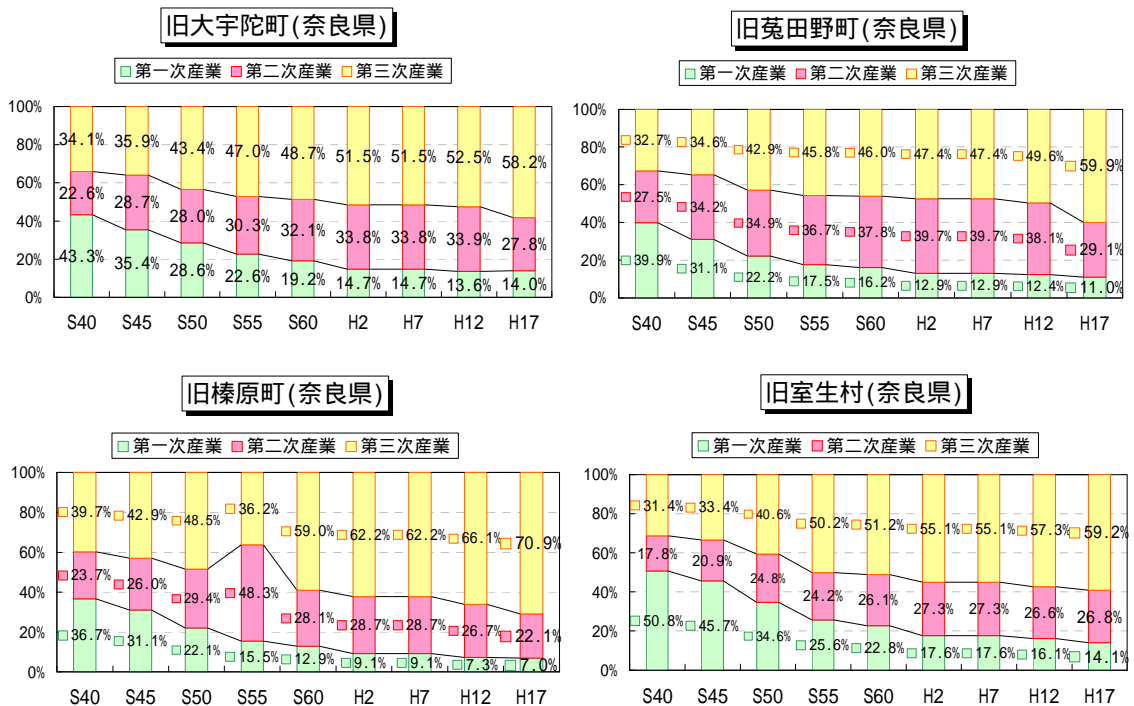 旧大宇陀町(奈良県)
第一次産業 第二次産業 第三次産業
100%
80%
60%
40%
20%
0%
34.1% 35.9% 43.4% 47.0% 48.7% 51.5% 51.5% 52.5% 58.2%
22.6% 28.7% 28.0% 30.3% 32.1% 33.8% 33.8% 33.9% 27.8%
43.3% 35.4% 28.6% 22.6% 19.2% 14.7% 14.7% 13.6% 14.0%
S40 S45 S50 S55 S60 H2 H7 H12 H17
旧菟田野町(奈良県)
第一次産業 第二次産業 第三次産業
100%
80%
60%
40%
20%
0%
32.7% 34.6% 42.9% 45.8% 46.0% 47.4% 47.4% 49.6% 59.9%
27.5% 34.2% 34.9% 36.7% 37.8% 39.7% 39.7% 38.1% 29.1%
39.9% 31.1% 22.2% 17.5% 16.2% 12.9% 12.9% 12.4% 11.0%
S40 S45 S50 S55 S60 H2 H7 H12 H17
旧榛原町(奈良県)
第一次産業 第二次産業 第三次産業
100%
80%
60%
40%
20%
0%
39.7% 42.9% 48.5% 36.2% 59.0% 62.2% 62.2% 66.1% 70.9%
23.7% 26.0% 29.4% 48.3% 28.1% 28.7% 28.7% 26.7% 22.1%
36.7% 31.1% 22.1% 15.5% 12.9% 9.1% 9.1% 7.3% 7.0%
S40 S45 S50 S55 S60 H2 H7 H12 H17
旧室生村(奈良県)
第一次産業 第二次産業 第三次産業
100%
80%
60%
40%
20%
0%
31.4% 33.4% 40.6% 50.2% 51.2% 55.1% 55.1% 57.3% 59.2%
17.8% 20.9% 24.8% 24.2% 26.1% 27.3% 27.3% 26.6% 26.8%
50.8% 45.7% 34.6% 25.6% 22.8% 17.6% 17.6% 16.1% 14.1%
S40 S45 S50 S55 S60 H2 H7 H12 H17